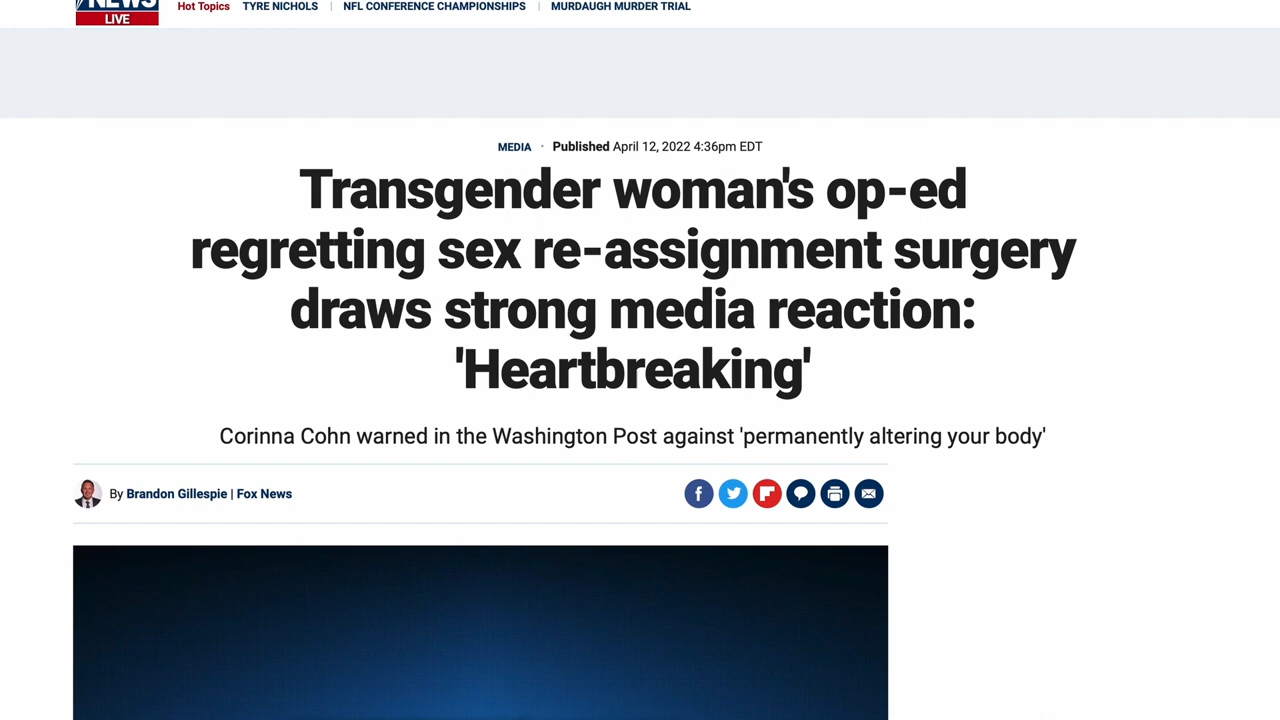 NEWS
LIVE
Hot Topics TYRE NICHOLS | NFL CONFERENCE CHAMPIONSHIPS | MURDAUGH MURDER TRIAL
MEDIA · Published April 12, 2022 4:36pm EDT
Transgender woman's op-ed
regretting sex re-assignment surgery
draws strong media reaction:
'Heartbreaking'
Corinna Cohn warned in the Washington Post against 'permanently altering your body'
By Brandon Gillespie | Fox News